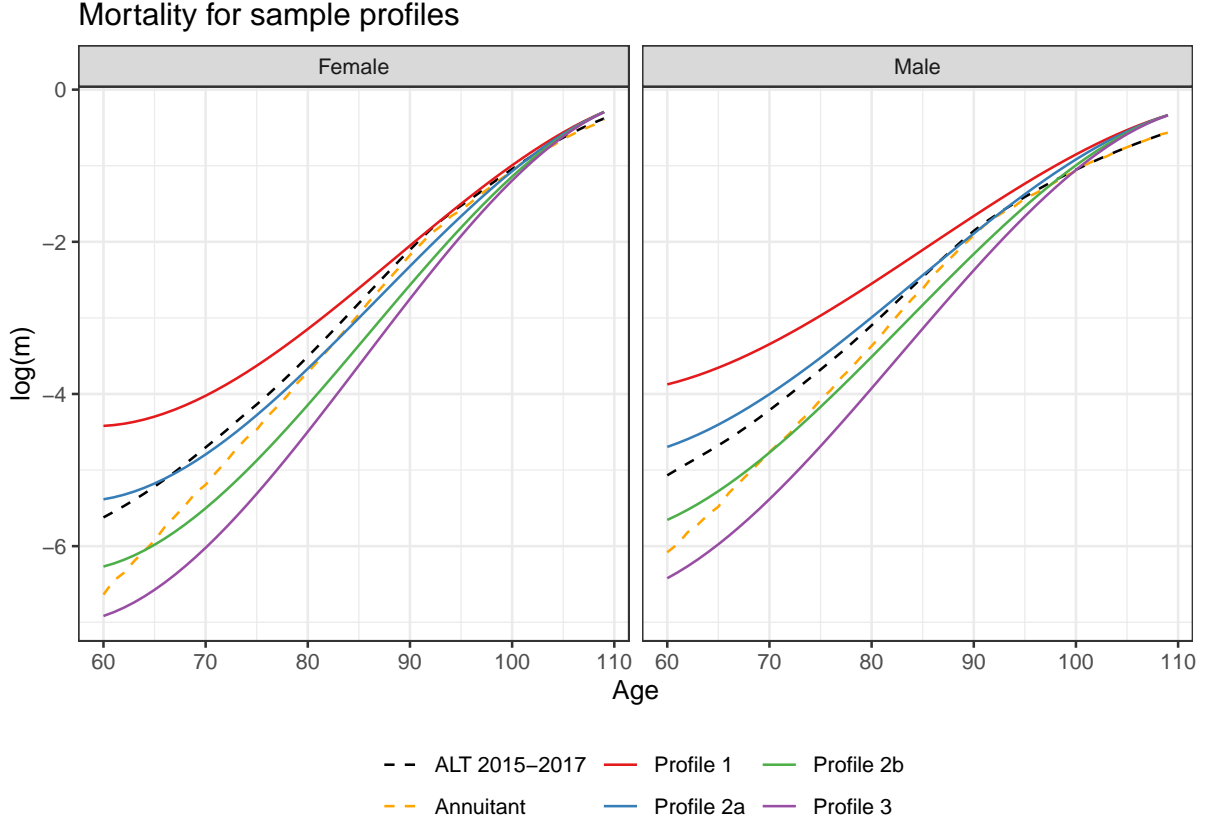 Mortality for sample profiles
Female Male
0
−2
−4
−6
log(m)
60 70 80 90 100 110 60 70 80 90 100 110
Age
ALT 2015−2017 Profile 1 Profile 2b
Annuitant Profile 2a Profile 3